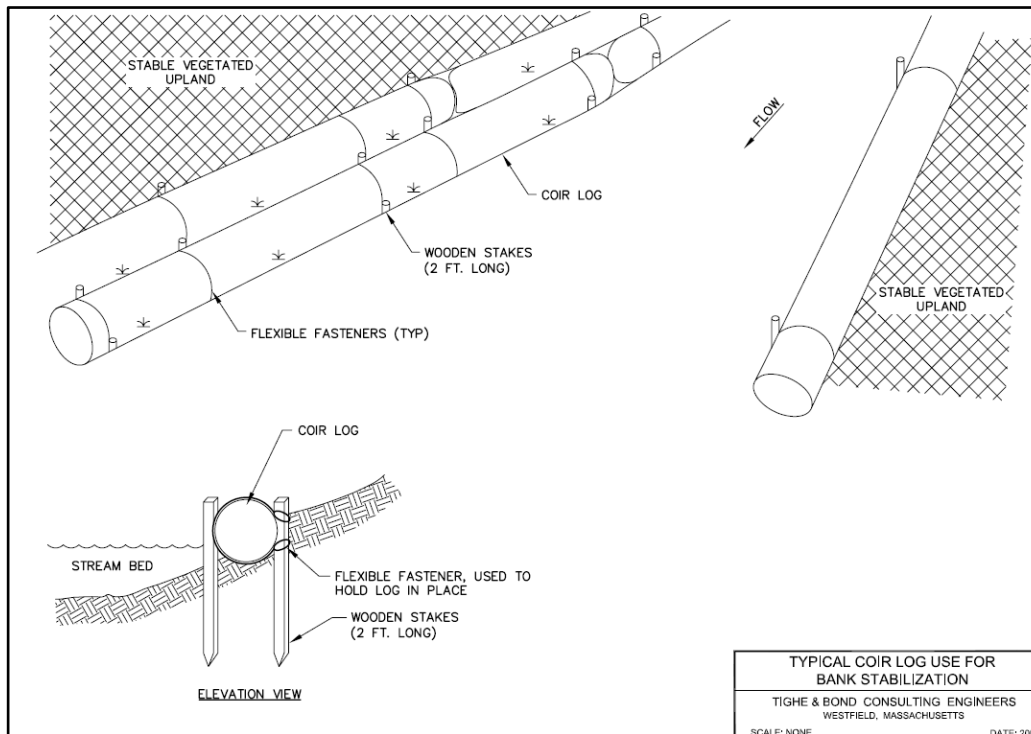 STABLE VEGETATED
UPLAND
FLOW
COIR LOG
WOODEN STAKES
(2 FT. LONG)
FLEXIBLE FASTENERS (TYP)
STABLE VEGETATED
UPLAND
COIR LOG
STREAM BED
FLEXIBLE FASTENER, USED TO
HOLD LOG IN PLACE
WOODEN STAKES
(2 FT. LONG)
ELEVATION VIEW
TYPICAL COIR LOG USE FOR
BANK STABILIZATION
TIGHE & BOND CONSULTING ENGINEERS
WESTFIELD, MASSACHUSETTS
SCALE: NONE DATE: